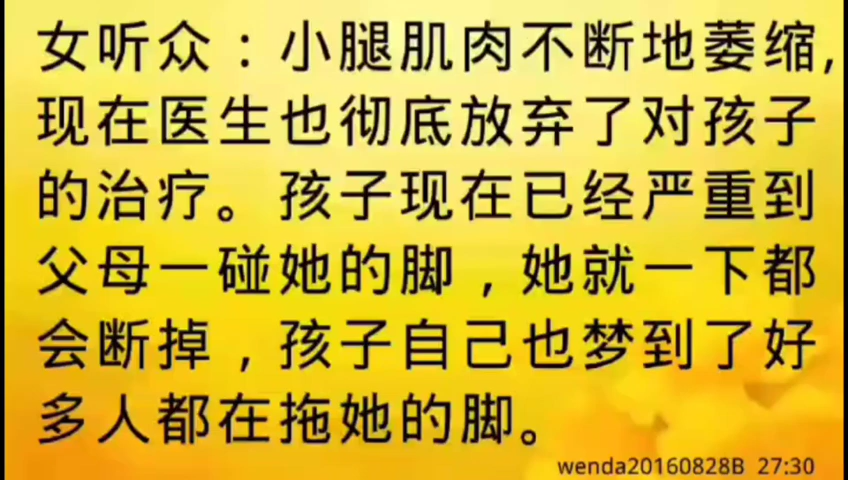 女听众：小腿肌肉不断地萎缩,
现在医生也彻底放弃了对孩子
的治疗。孩子现在已经严重到
父母一碰她的脚，她就一下都
会断掉，孩子自己也梦到了好
多人都在拖她的脚。
wenda20160828B 27:30